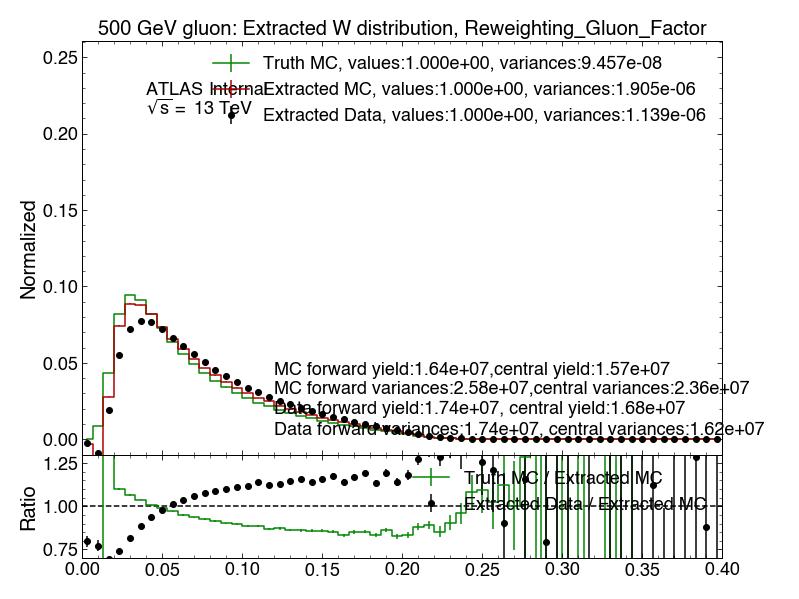 500 GeV gluon: Extracted W distribution, Reweighting_Gluon_Factor
Truth MC, values:1.000e+00, variances:9.457e-08
ATLAS Internal
Extracted MC, values:1.000e+00, variances:1.905e-06
√s = 13 TeV
Extracted Data, values:1.000e+00, variances:1.139e-06
Normalized
0.25
0.20
0.15
0.10
0.05
0.00
MC forward yield:1.64e+07,central yield:1.57e+07
MC forward variances:2.58e+07,central variances:2.36e+07
Data forward yield:1.74e+07, central yield:1.68e+07
Data forward variances:1.74e+07, central variances:1.62e+07
Ratio
1.25
1.00
0.75
Truth MC / Extracted MC
Extracted Data / Extracted MC
0.00 0.05 0.10 0.15 0.20 0.25 0.30 0.35 0.40